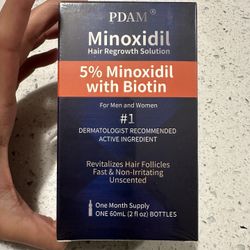 PDAM™
Minoxidil
Hair Regrowth Solution
5% Minoxidil
with Biotin
For Men and Women
#1
DERMATOLOGIST RECOMMENDED
ACTIVE INGREDIENT
Revitalizes Hair Follicles
Fast & Non-Irritating
Unscented
One Month Supply
ONE 60mL (2 fl oz) BOTTLES